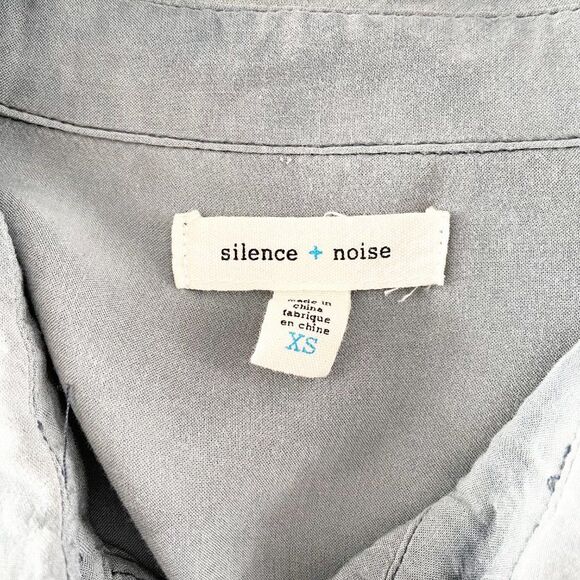 silence + noise
made in
china
fabrique
en chine
XS